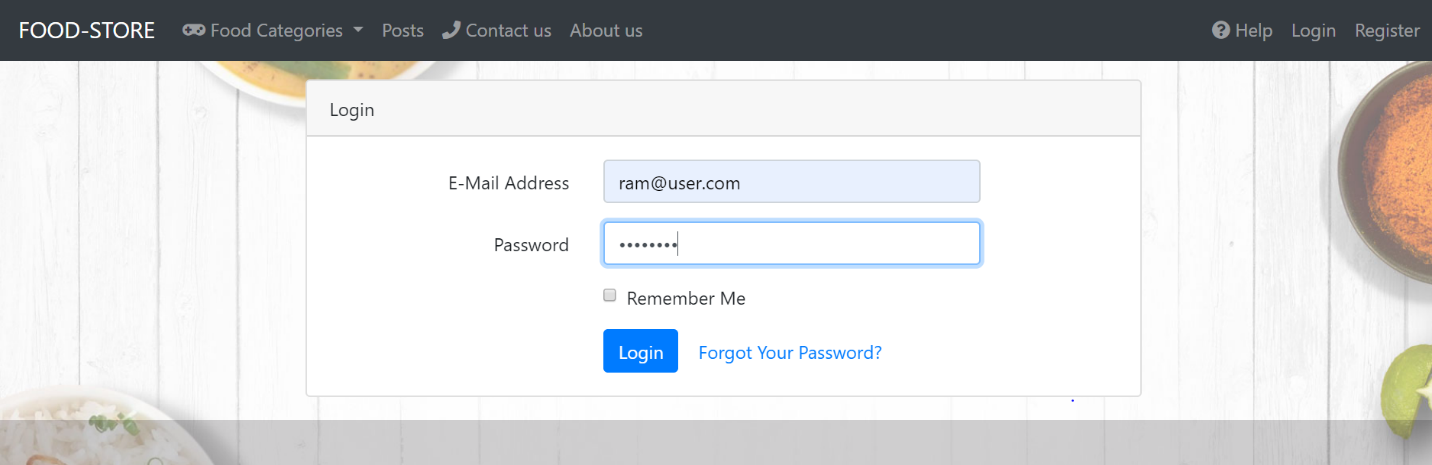 FOOD-STORE Food Categories Posts Contact us About us Help Login Register
Login
E-Mail Address ram@user.com
Password ••••••••
Remember Me
Login Forgot Your Password?